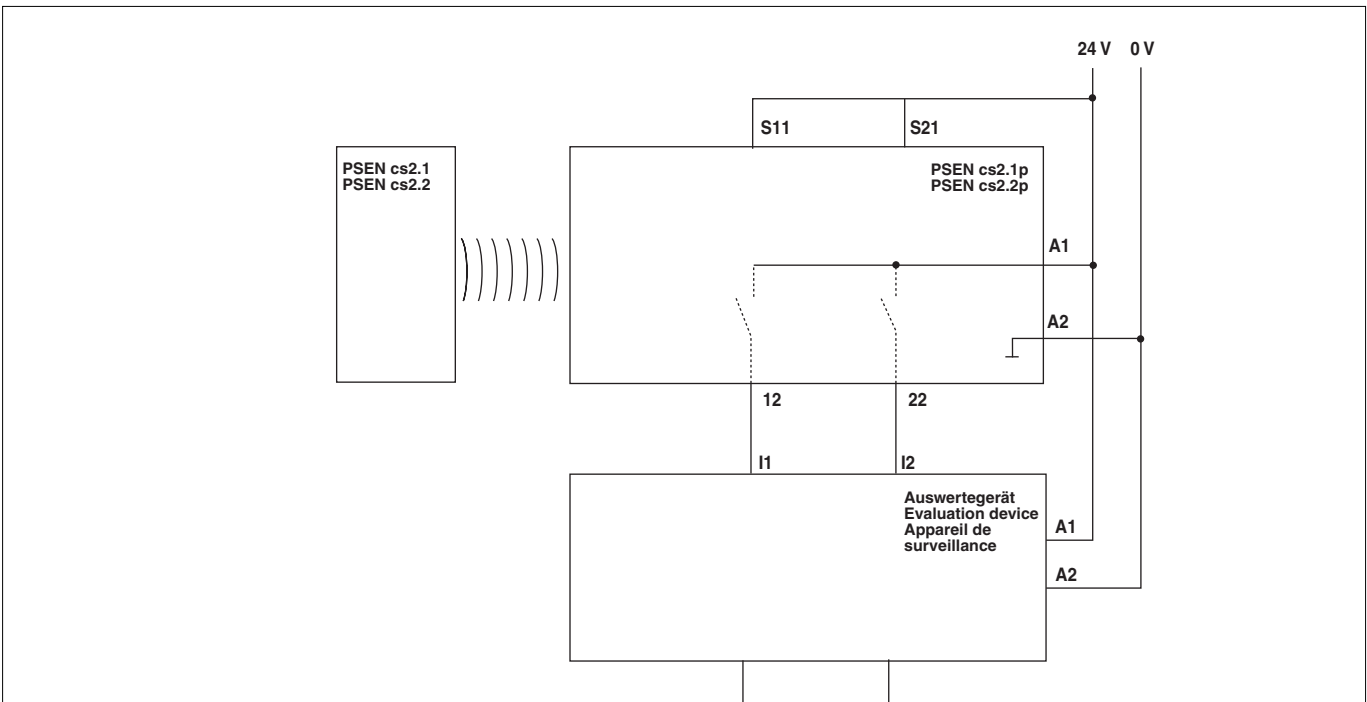 24 V 0 V
S11 S21
PSEN cs2.1
PSEN cs2.2
PSEN cs2.1p
PSEN cs2.2p
A1
A2
12 22
I1 I2
Auswertegerät
Evaluation device
Appareil de
surveillance
A1
A2